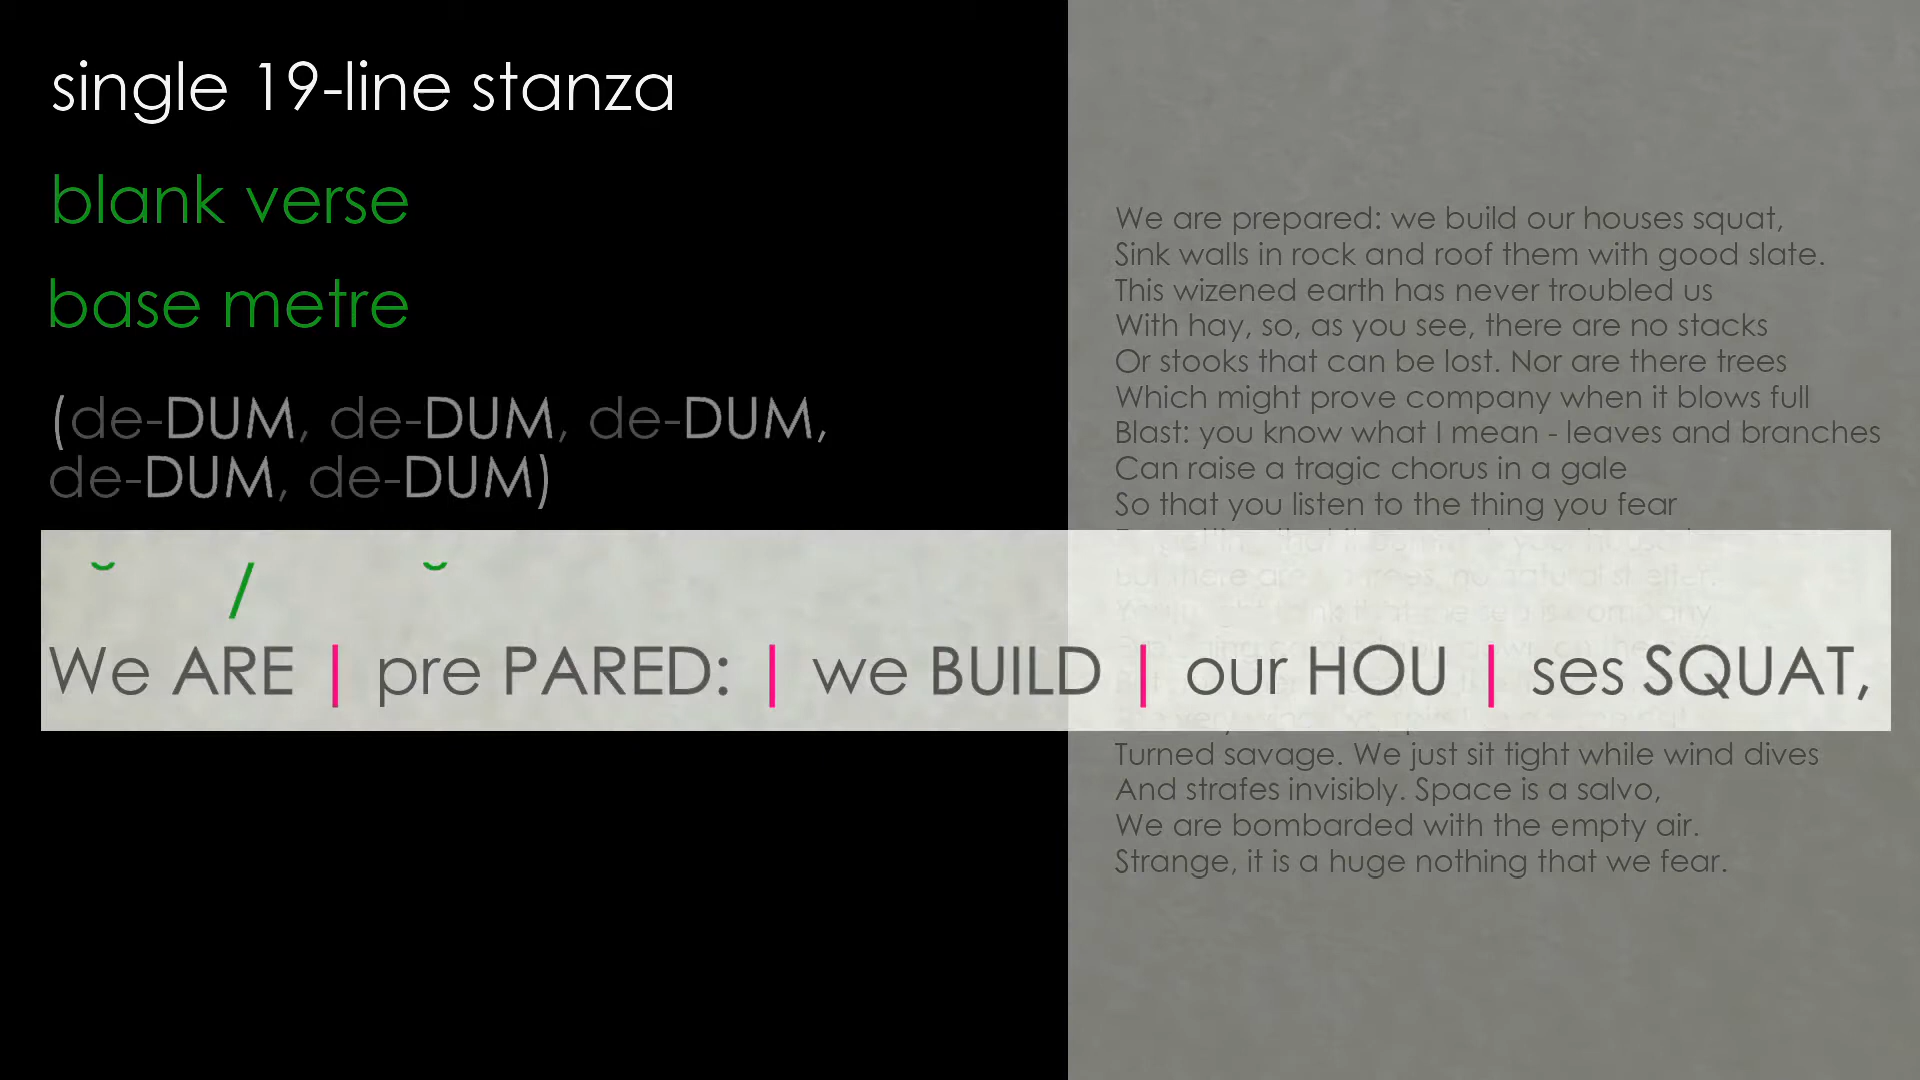 single 19-line stanza
blank verse
base metre
(de-DUM, de-DUM, de-DUM,
de-DUM, de-DUM)
˘ / ˘
We ARE | pre PARED: | we BUILD | our HOU | ses SQUAT,
We are prepared: we build our houses squat,
Sink walls in rock and roof them with good slate.
This wizened earth has never troubled us
With hay, so, as you see, there are no stacks
Or stooks that can be lost. Nor are there trees
Which might prove company when it blows full
Blast: you know what I mean - leaves and branches
Can raise a tragic chorus in a gale
So that you listen to the thing you fear
Turned savage. We just sit tight while wind dives
And strafes invisibly. Space is a salvo,
We are bombarded with the empty air.
Strange, it is a huge nothing that we fear.